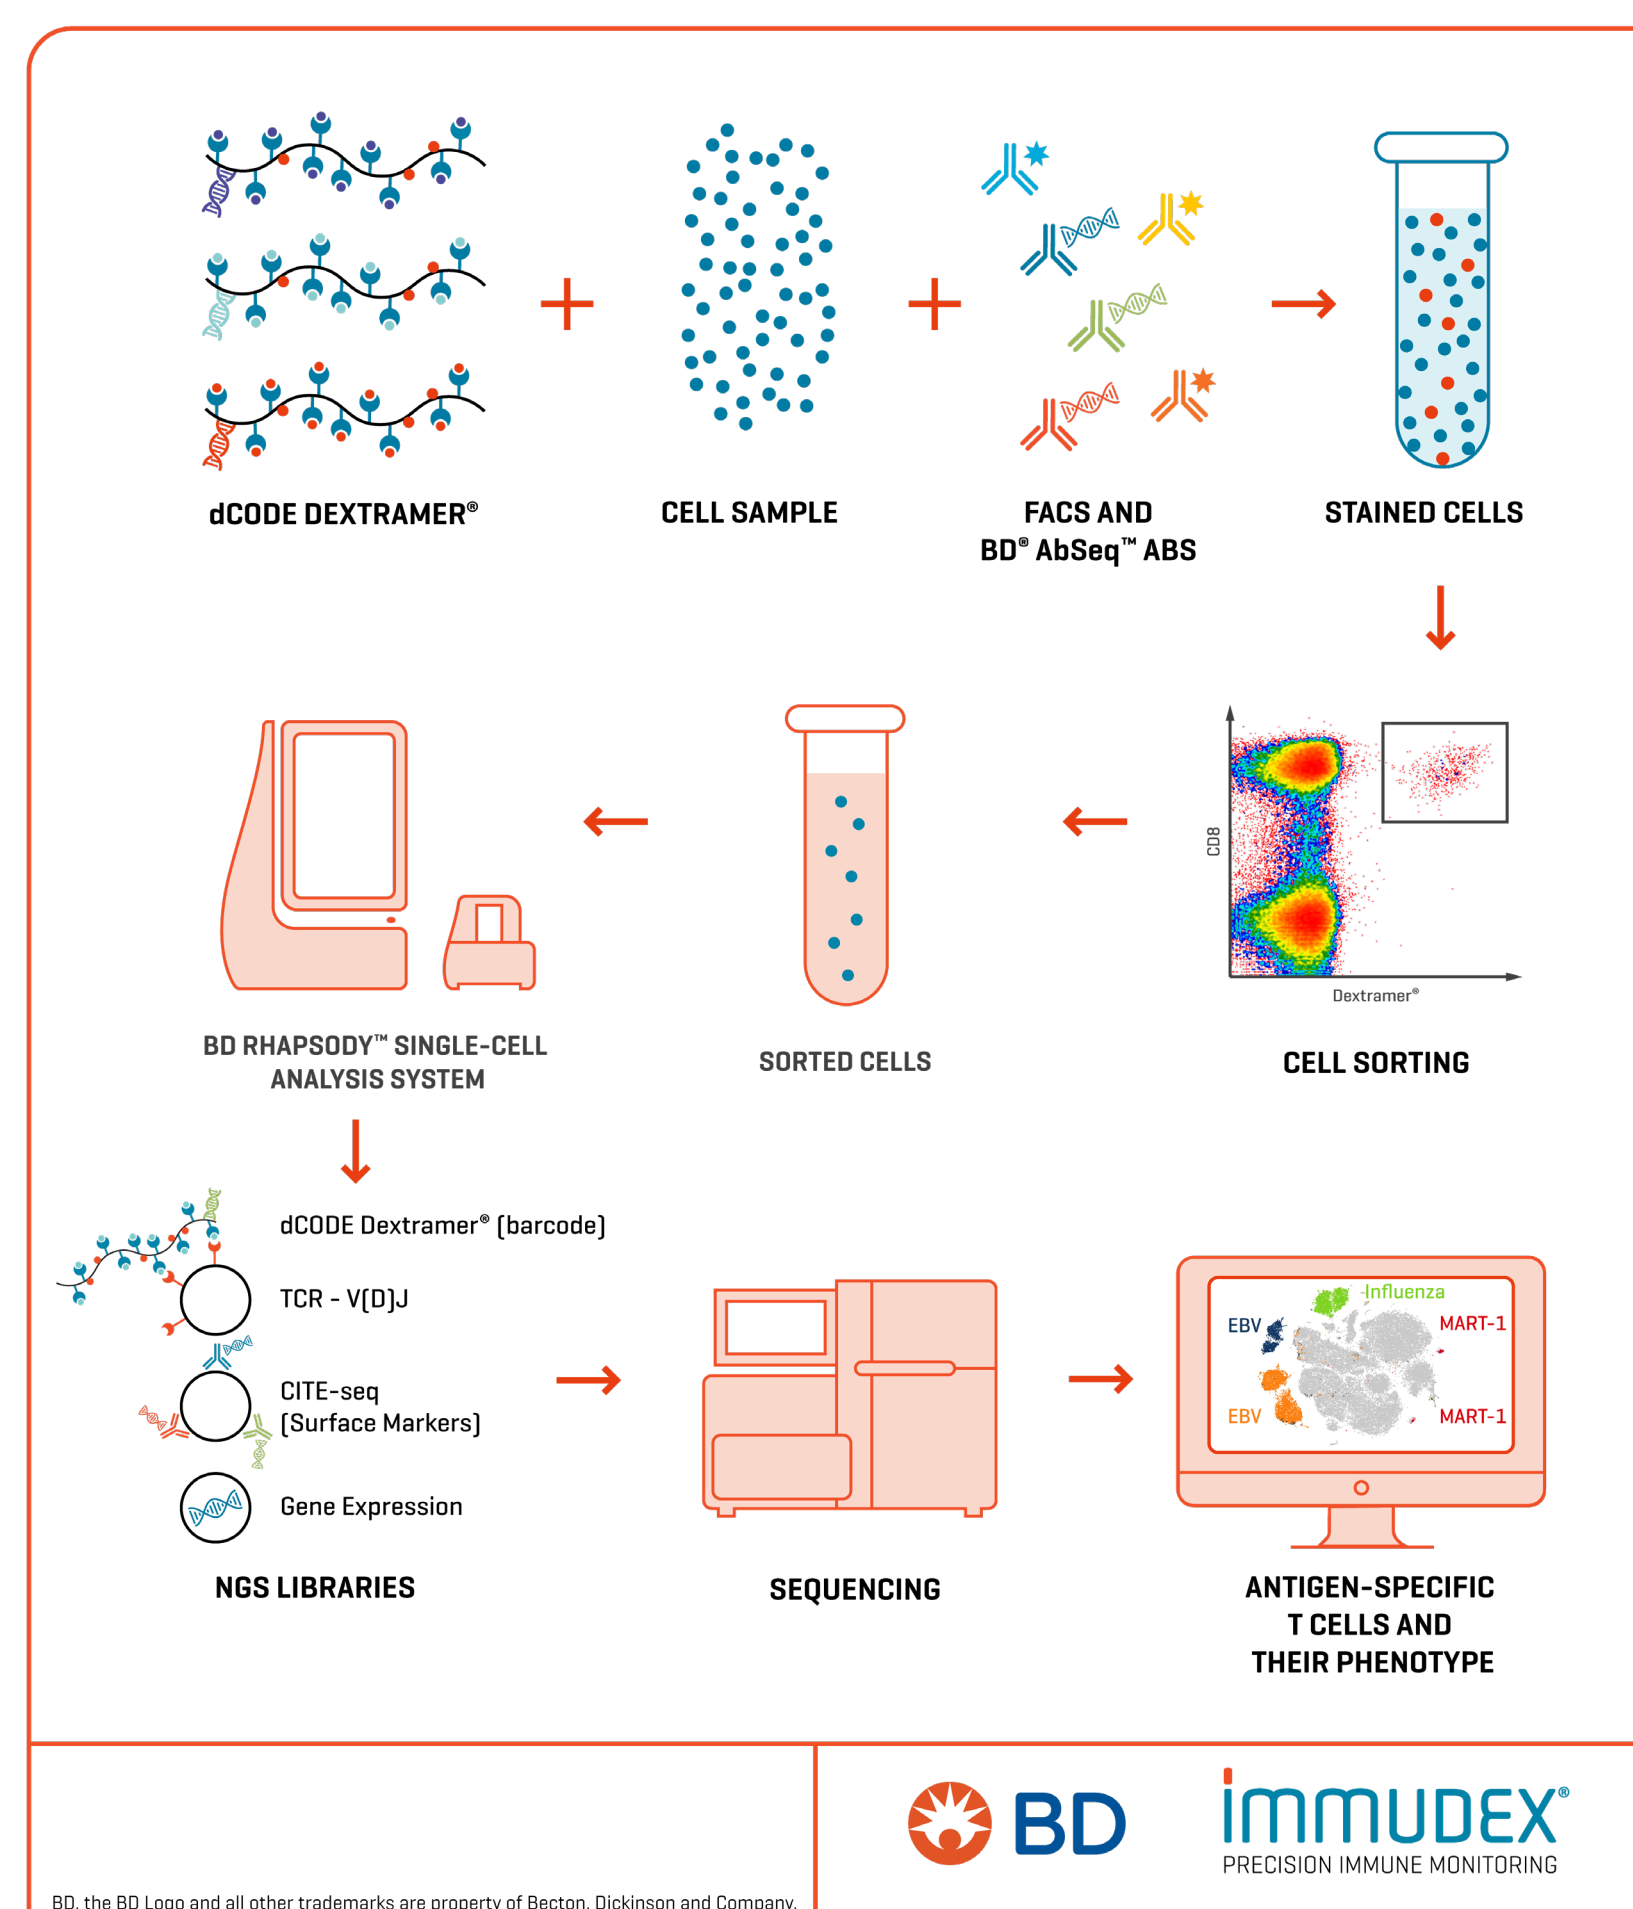 dCODE DEXTRAMER®
CELL SAMPLE
FACS AND
BD® AbSeq™ ABS
STAINED CELLS
CD8
Dextramer®
BD RHAPSODY™ SINGLE-CELL
ANALYSIS SYSTEM
SORTED CELLS
CELL SORTING
dCODE Dextramer® (barcode)
TCR - V(D)J
CITE-seq
(Surface Markers)
Gene Expression
NGS LIBRARIES
SEQUENCING
Influenza
EBV
MART-1
EBV
MART-1
ANTIGEN-SPECIFIC
T CELLS AND
THEIR PHENOTYPE
BD
immUDEX®
PRECISION IMMUNE MONITORING
BD, the BD Logo and all other trademarks are property of Becton, Dickinson and Company.